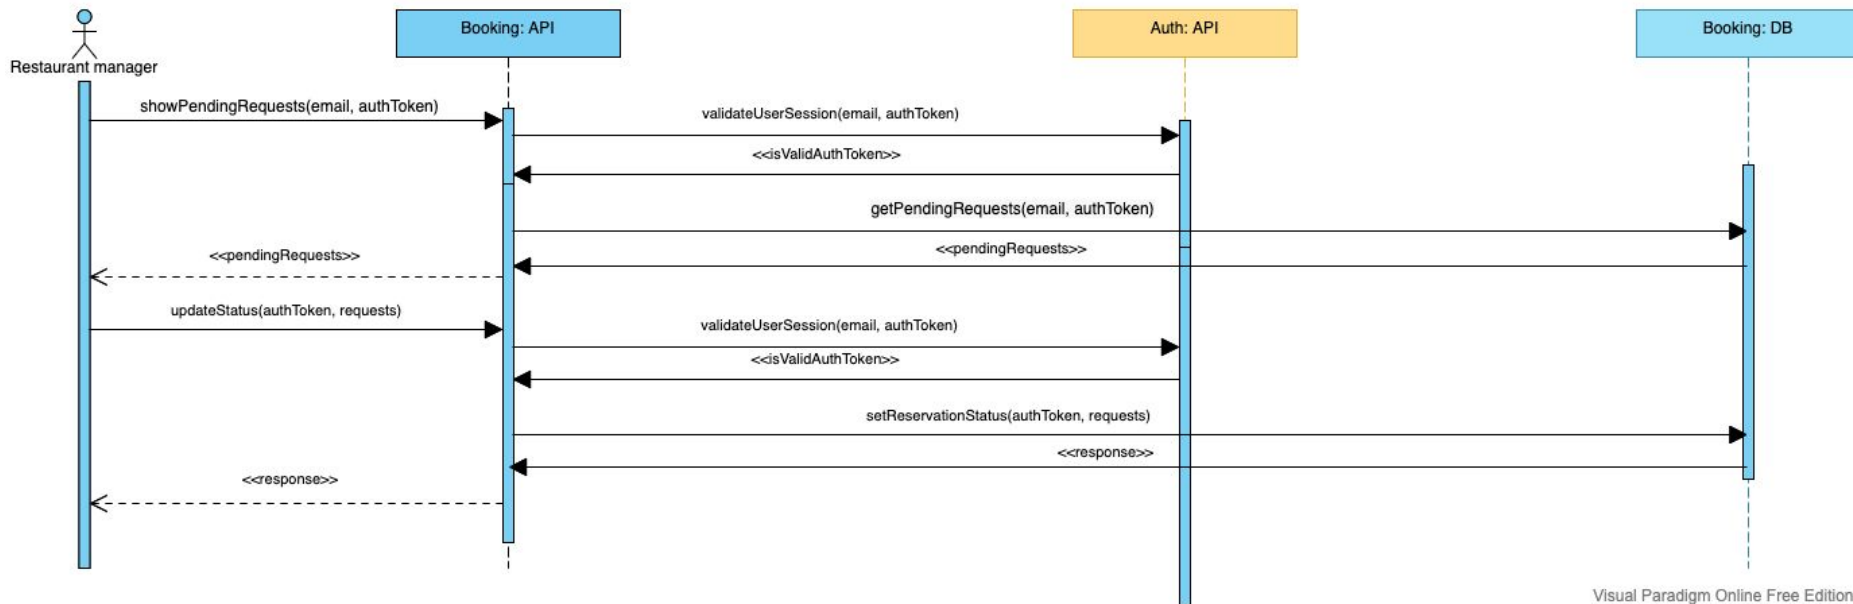 Booking: API
Auth: API
Booking: DB
Restaurant manager
showPendingRequests(email, authToken)
validateUserSession(email, authToken)
<<isValidAuthToken>>
getPendingRequests(email, authToken)
<<pendingRequests>>
<<pendingRequests>>
updateStatus(authToken, requests)
validateUserSession(email, authToken)
<<isValidAuthToken>>
setReservationStatus(authToken, requests)
<<response>>
<<response>>
Visual Paradigm Online Free Edition